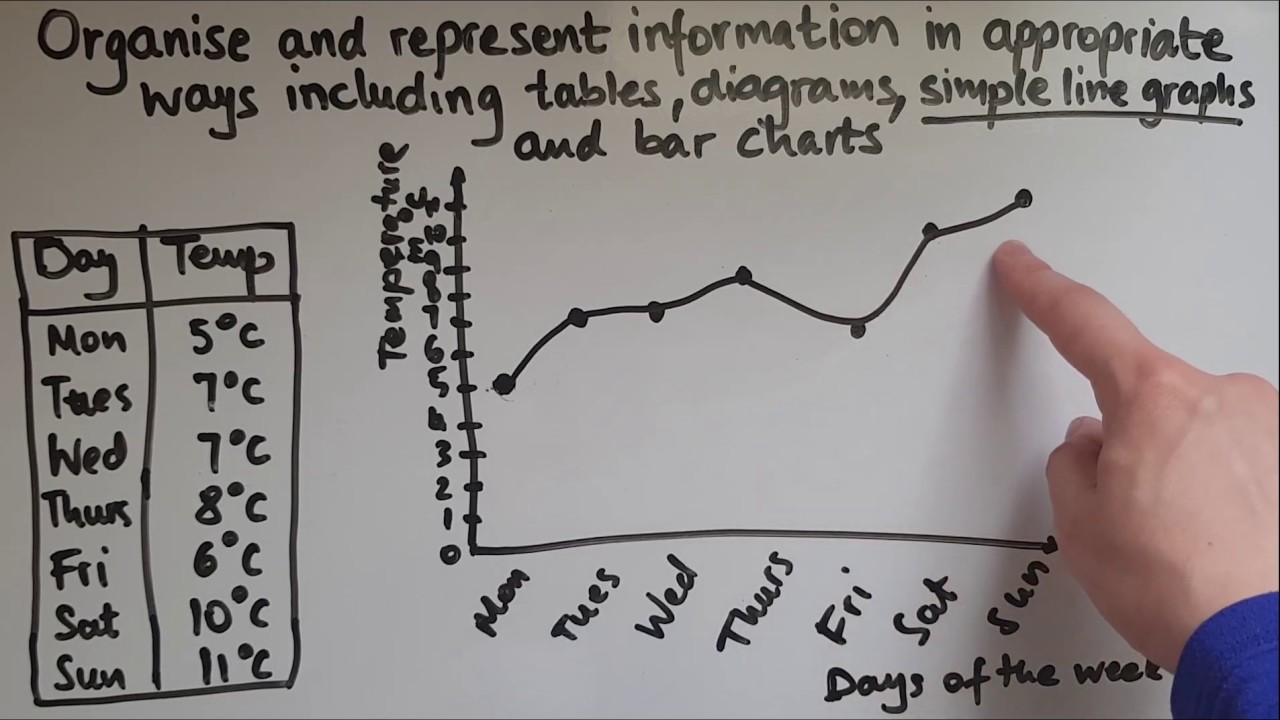 Organise and represent information in appropriate
ways including tables, diagrams, simple line graphs
and bar charts
Day Temp
Mon 5°C
Tues 7°C
Wed 7°C
Thurs 8°C
Fri 6°C
Sat 10°C
Sun 11°C
Temperature
in °C
9
8
7
6
5
4
3
2
1
0
Mon Tues Wed Thurs Fri Sat Sun
Days of the week